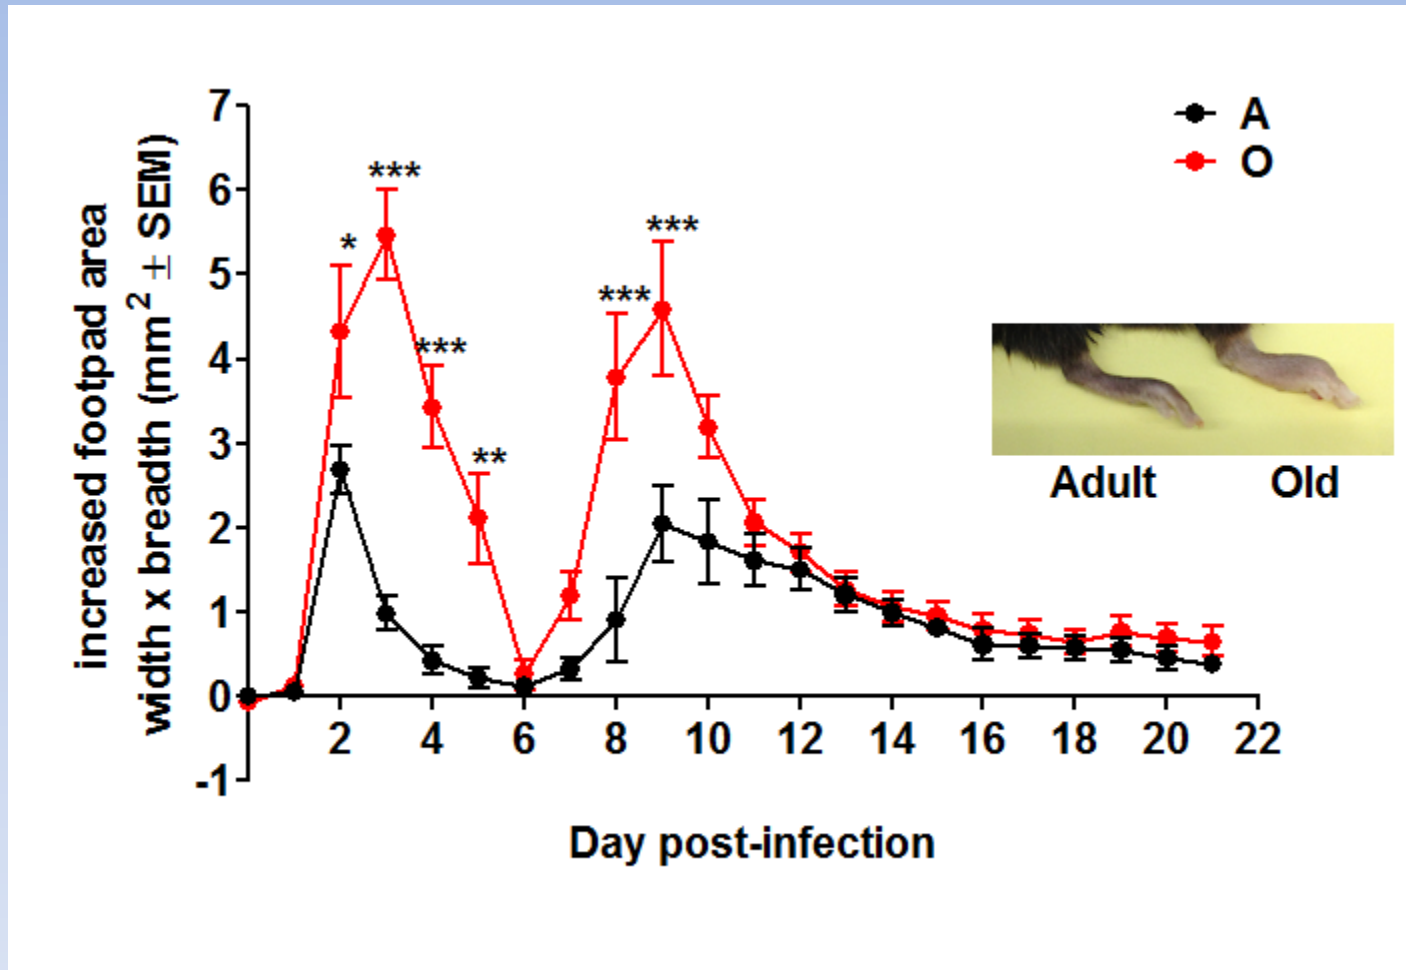 A
O
increased footpad area
width x breadth (mm² ± SEM)
7
6
5
4
3
2
1
0
-1
*
***
***
**
***
***
Adult Old
2 4 6 8 10 12 14 16 18 20 22
Day post-infection